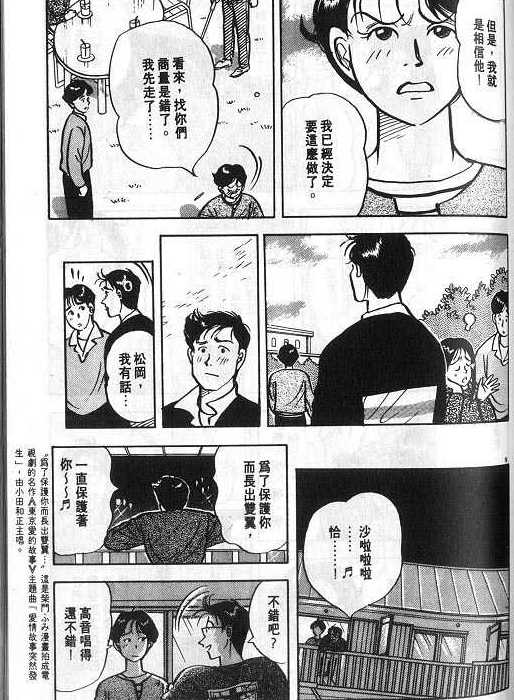 但是，我就
是相信他！
我已經決定
要這麼做了。
看來，找你們
商量是錯了。
我先走了……
松岡，
我有話…
沙啦啦啦
……♪
恰……！
為了保護你
而長出雙翼，
一直保護著
你～～♪
不錯吧？
高音唱得
還不錯！
"為了保護你而長出雙翼…"這是柴門ふみ漫畫拍成電
視劇的名作≪東京愛的故事≫主題曲「愛情故事突然發
生」，由小田和正主唱。